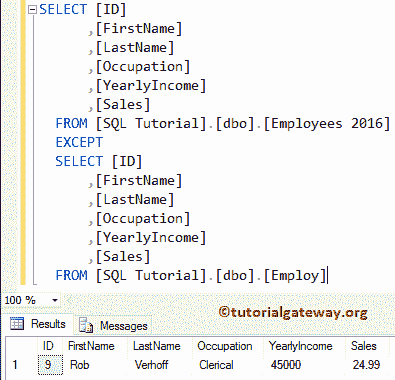 SELECT [ID]
,[FirstName]
,[LastName]
,[Occupation]
,[YearlyIncome]
,[Sales]
FROM [SQL Tutorial].[dbo].[Employees 2016]
EXCEPT
SELECT [ID]
,[FirstName]
,[LastName]
,[Occupation]
,[YearlyIncome]
,[Sales]
FROM [SQL Tutorial].[dbo].[Employ]
100 %
©tutorialgateway.org
Results Messages
ID FirstName LastName Occupation YearlyIncome Sales
1 9 Rob Verhoff Clerical 45000 24.99